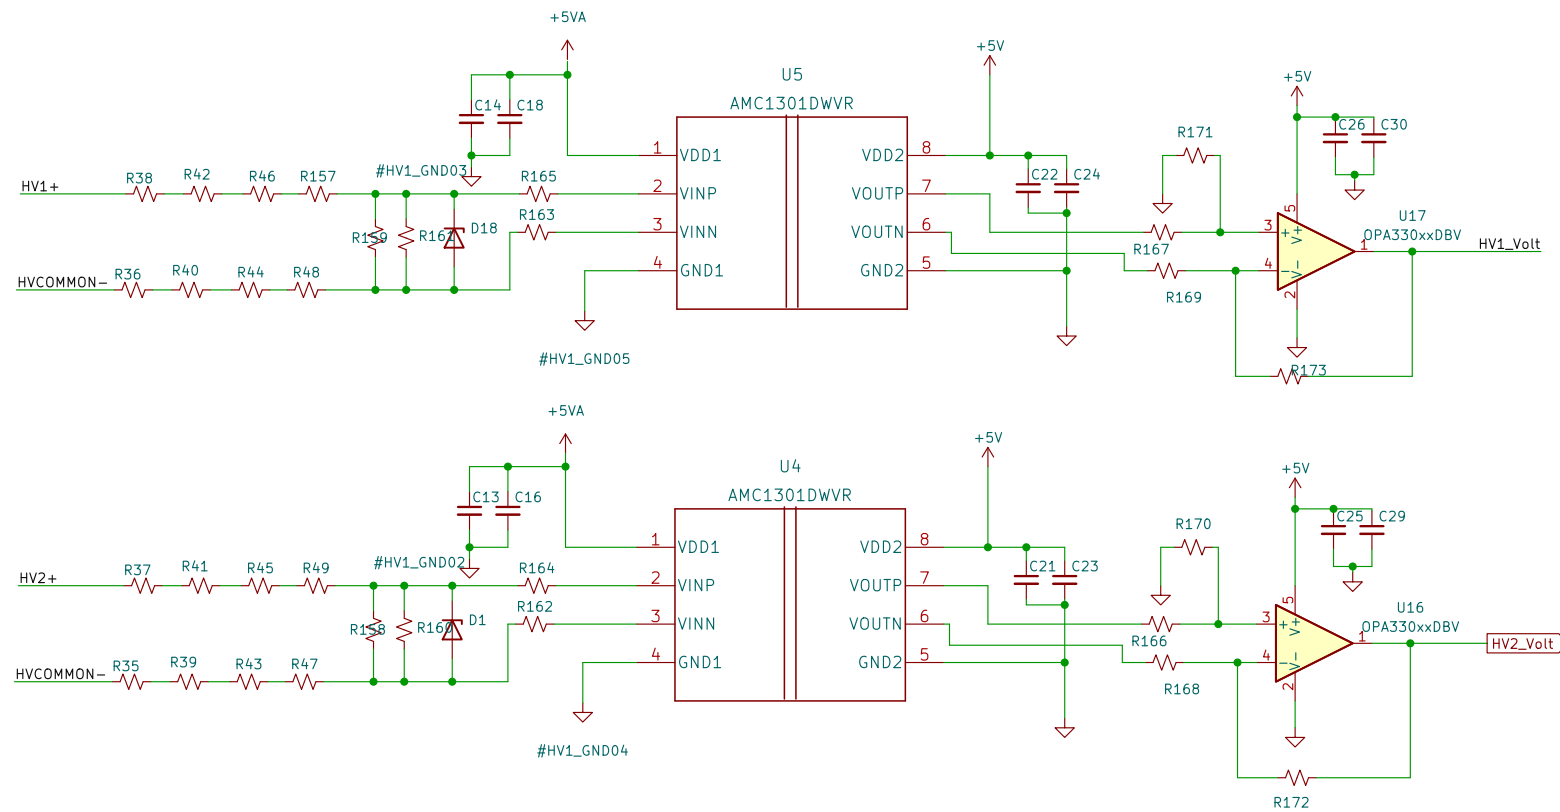 +5VA
+5V
U5
+5V
AMC1301DWVR
C14
C18
C26
C30
R171
1
VDD1
VDD2
8
#HV1_GND03
C22
C24
HV1+
R38
R42
R46
R157
R165
2
VINP
VOUTP
7
5
R163
U17
R159
R161
D18
3
VINN
VOUTN
6
R167
3
+
V+
OPA330xxDBV
1
HV1_Volt
HVCOMMON-
R36
R40
R44
R48
4
GND1
GND2
5
4
-
V-
R169
2
#HV1_GND05
R173
+5VA
+5V
U4
+5V
AMC1301DWVR
C13
C16
C25
C29
R170
1
VDD1
VDD2
8
#HV1_GND02
C21
C23
HV2+
R37
R41
R45
R49
R164
2
VINP
VOUTP
7
5
R162
U16
R158
R160
D1
3
VINN
VOUTN
6
R166
3
+
V+
OPA330xxDBV
1
HV2_Volt
HVCOMMON-
R35
R39
R43
R47
4
GND1
GND2
5
4
-
V-
R168
2
#HV1_GND04
R172